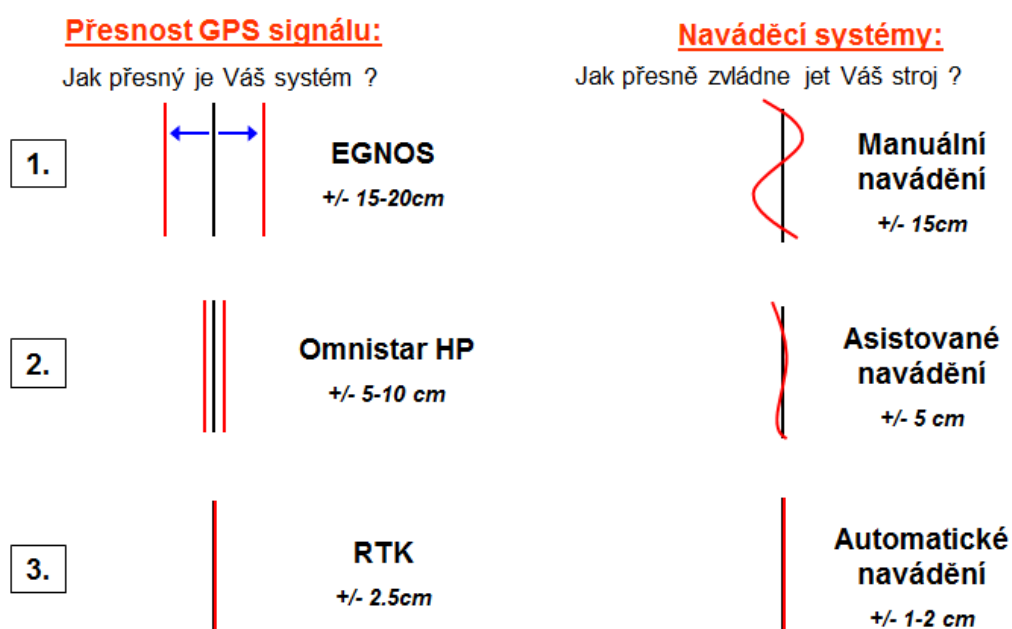 Přesnost GPS signálu:
Jak přesný je Váš systém ?
1.
EGNOS
+/- 15-20cm
2.
Omnistar HP
+/- 5-10 cm
3.
RTK
+/- 2.5cm
Naváděcí systémy:
Jak přesně zvládne jet Váš stroj ?
Manuální
navádění
+/- 15cm
Asistované
navádění
+/- 5 cm
Automatické
navádění
+/- 1-2 cm